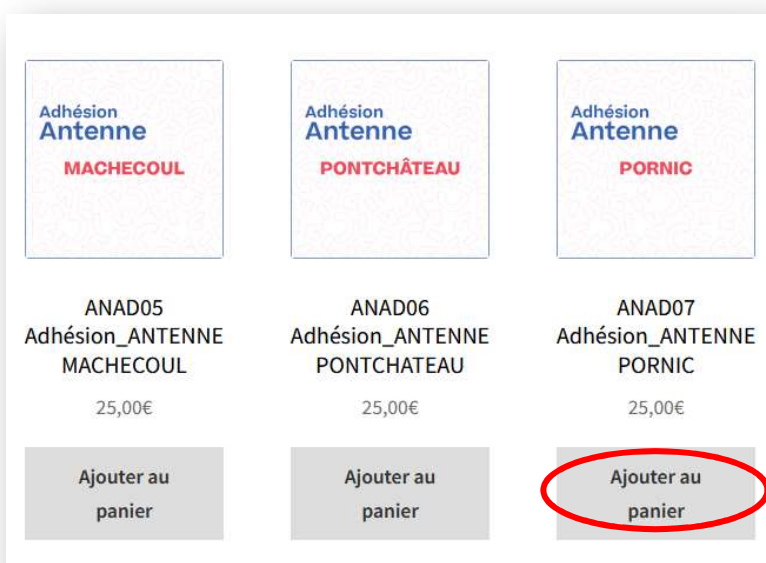 Adhésion
Antenne
MACHECOUL
Adhésion
Antenne
PONTCHÂTEAU
Adhésion
Antenne
PORNIC
ANAD05
Adhésion_ANTENNE
MACHECOUL
25,00€
Ajouter au
panier
ANAD06
Adhésion_ANTENNE
PONTCHATEAU
25,00€
Ajouter au
panier
ANAD07
Adhésion_ANTENNE
PORNIC
25,00€
Ajouter au
panier